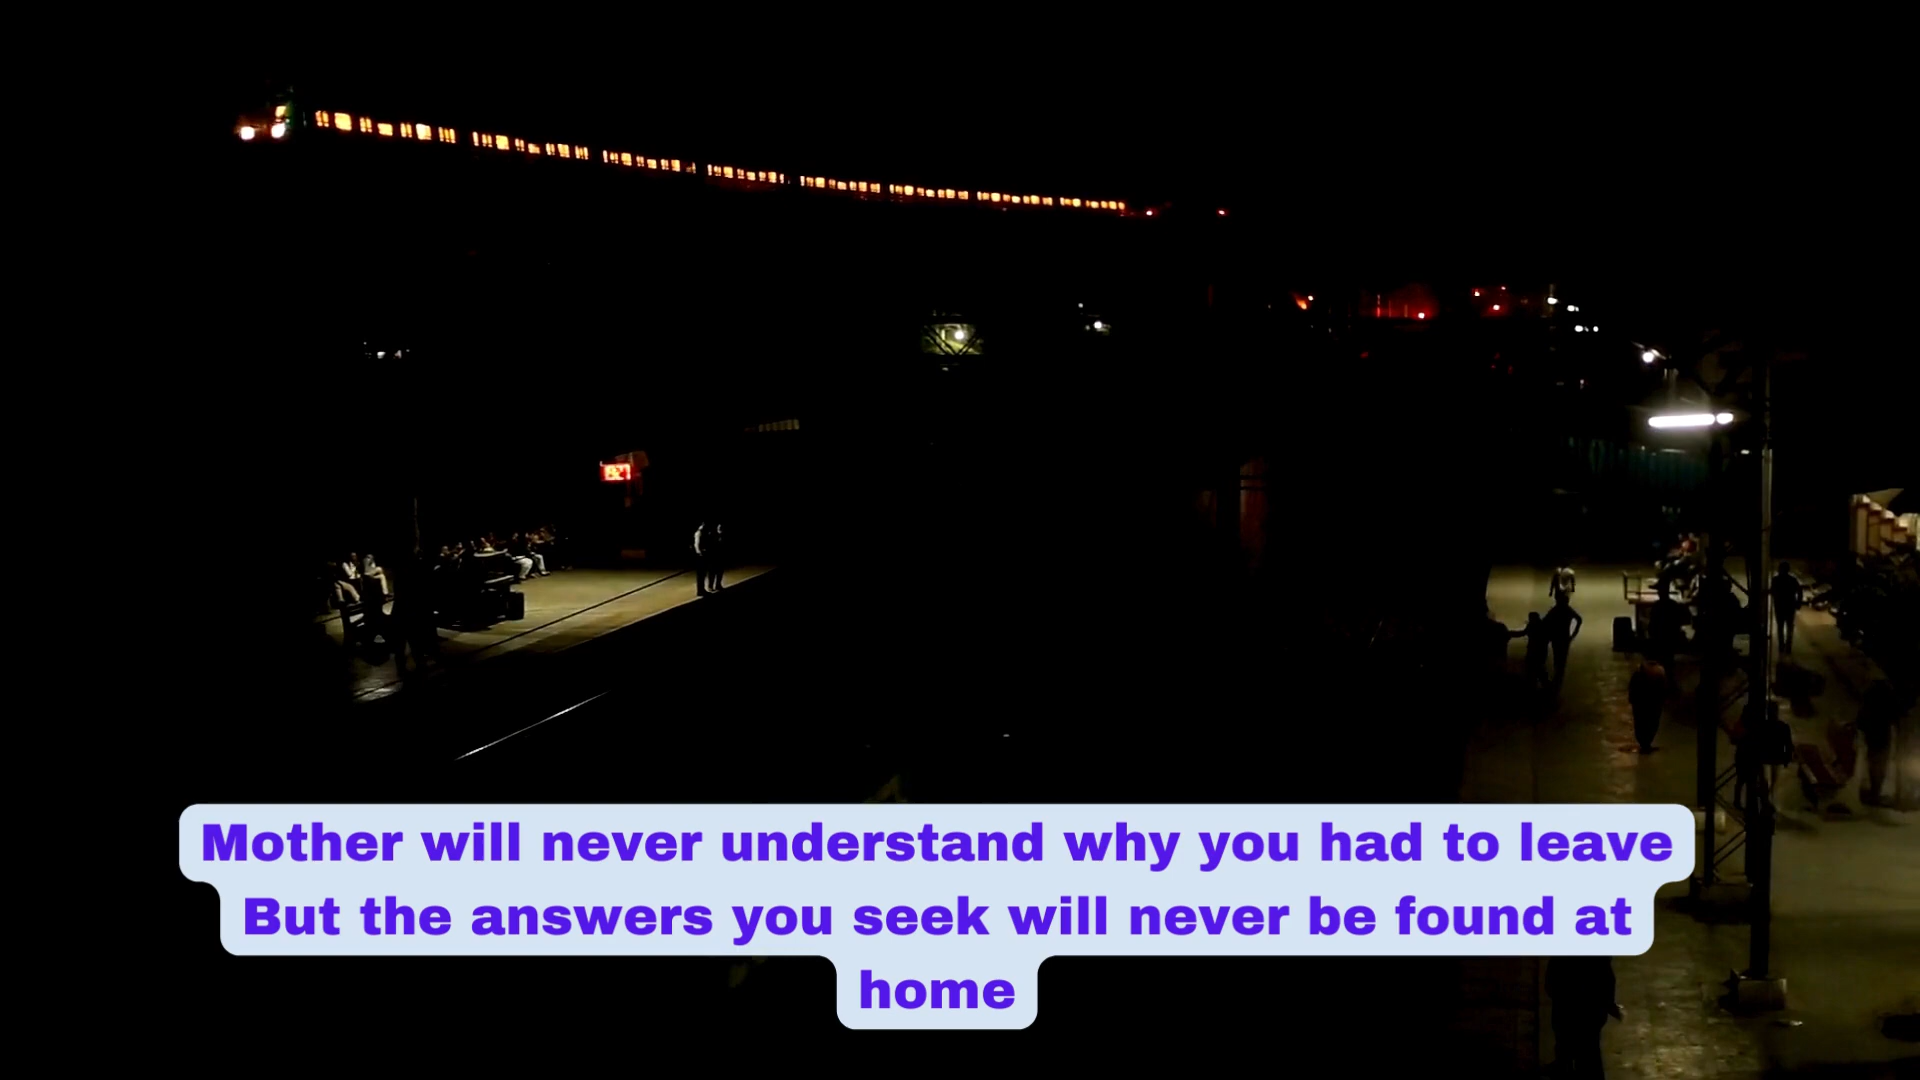 Mother will never understand why you had to leave
But the answers you seek will never be found at
home